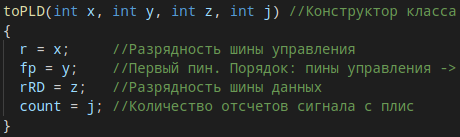 toPLD(int x, int y, int z, int j) //Конструктор класса
{
r = x; //Разрядность шины управления
fp = y; //Первый пин. Порядок: пины управления ->
rRD = z; //Разрядность шины данных
count = j; //Количество отсчетов сигнала с плис
}